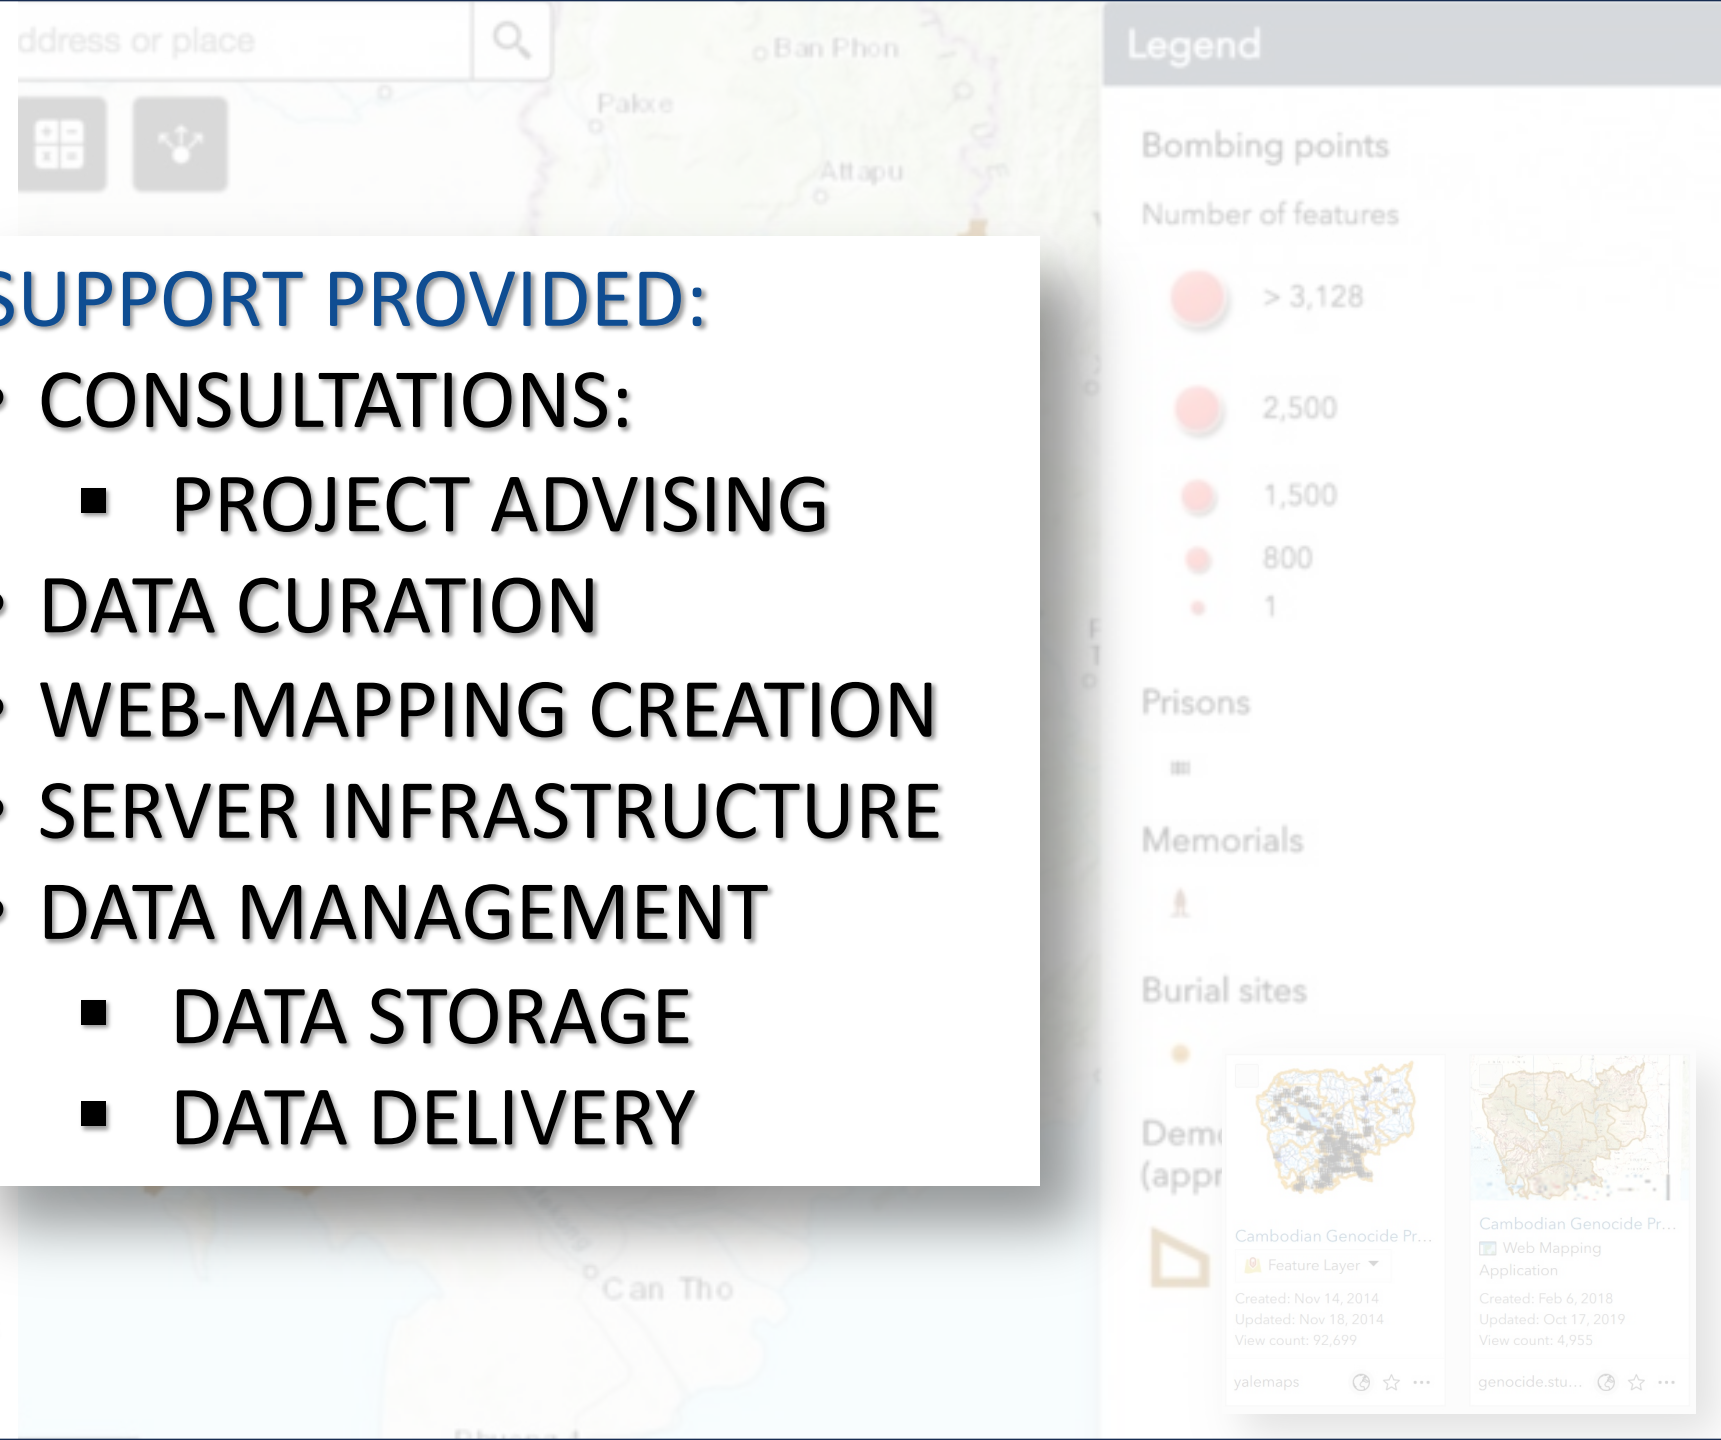 ddress or place
Ban Phon
Pakxe
Attapu
Legend
Bombing points
Number of features
> 3,128
2,500
1,500
800
1
Prisons
Memorials
Burial sites
SUPPORT PROVIDED:
• CONSULTATIONS:
▪ PROJECT ADVISING
• DATA CURATION
• WEB-MAPPING CREATION
• SERVER INFRASTRUCTURE
• DATA MANAGEMENT
▪ DATA STORAGE
▪ DATA DELIVERY
Can Tho
Cambodian Genocide Pr...
Feature Layer
Created: Nov 14, 2014
Updated: Nov 18, 2014
View count: 92,699
yalemaps
Cambodian Genocide Pr...
Web Mapping
Application
Created: Feb 6, 2018
Updated: Oct 17, 2019
View count: 4,955
genocide.stu...